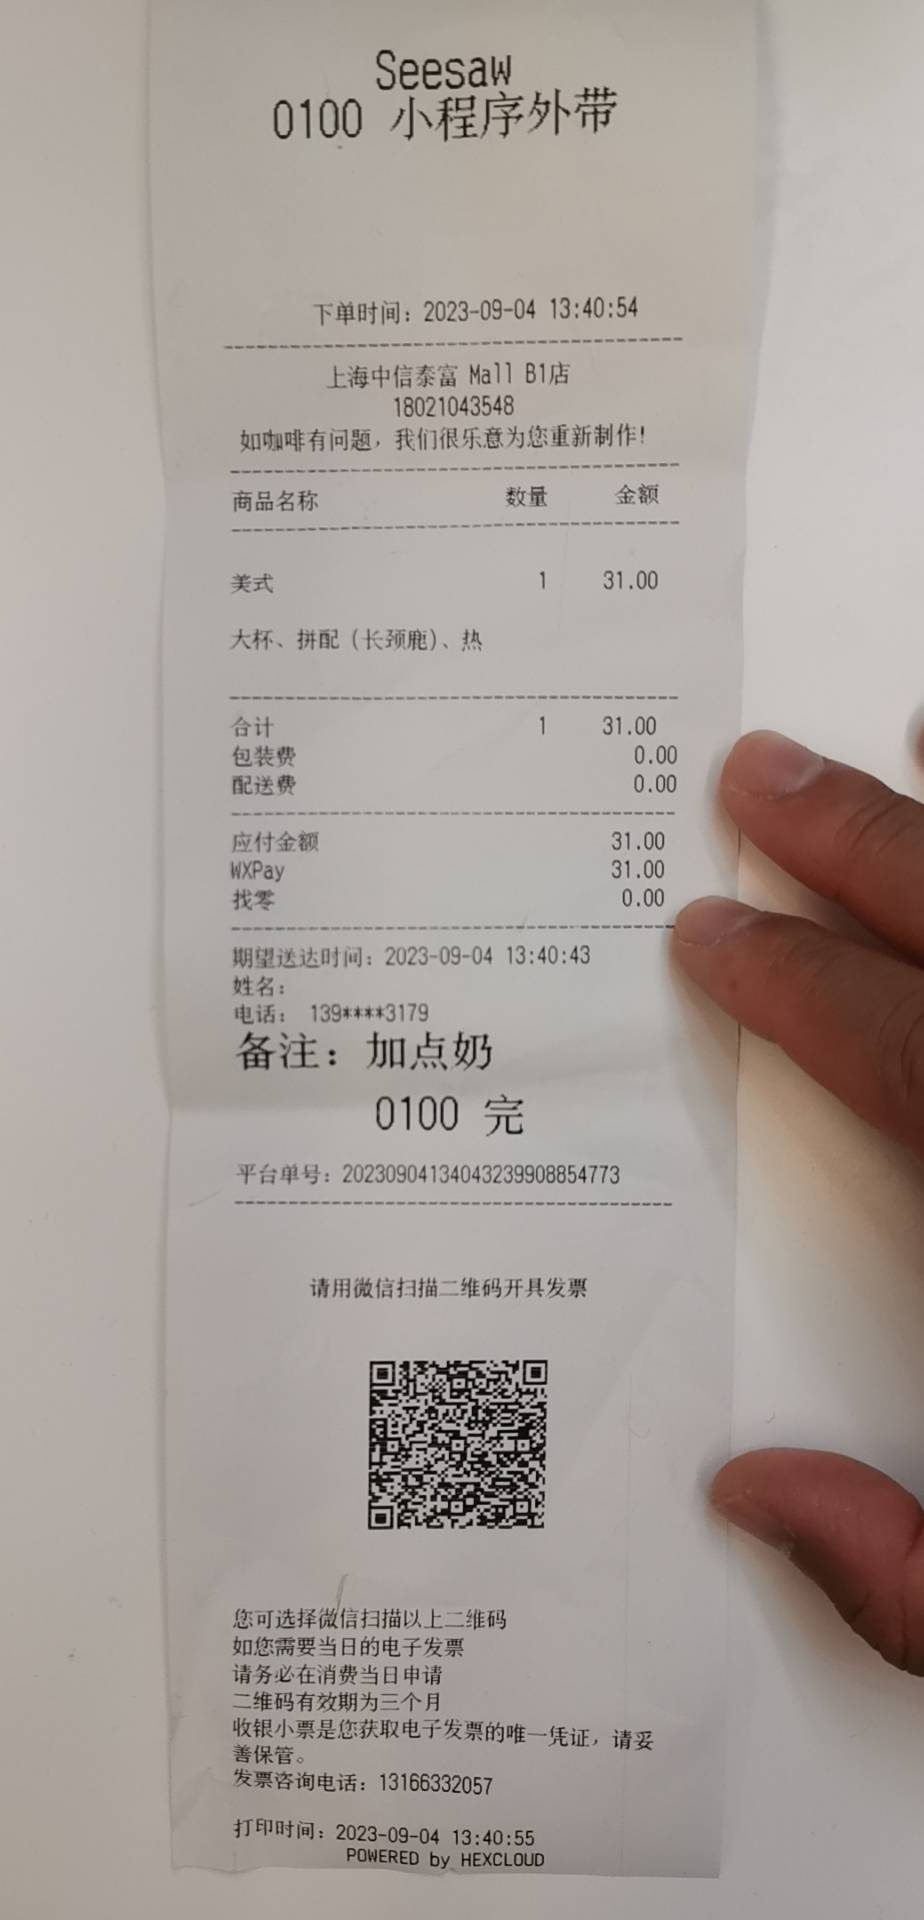 Seesaw
0100 小程序外带
下单时间：2023-09-04 13:40:54
上海中信泰富 Mall B1店
18021043548
如咖啡有问题，我们很乐意为您重新制作！
商品名称 数量 金额
美式 1 31.00
大杯、拼配（长颈鹿）、热
合计 1 31.00
包装费 0.00
配送费 0.00
应付金额 31.00
WXPay 31.00
找零 0.00
期望送达时间：2023-09-04 13:40:43
姓名：
电话： 139****3179
备注：加点奶
0100 完
平台单号：20230904134043239908854773
请用微信扫描二维码开具发票
您可选择微信扫描以上二维码
如您需要当日的电子发票
请务必在消费当日申请
二维码有效期为三个月
收银小票是您获取电子发票的唯一凭证，请妥
善保管。
发票咨询电话：13166332057
打印时间：2023-09-04 13:40:55
POWERED by HEXCLOUD